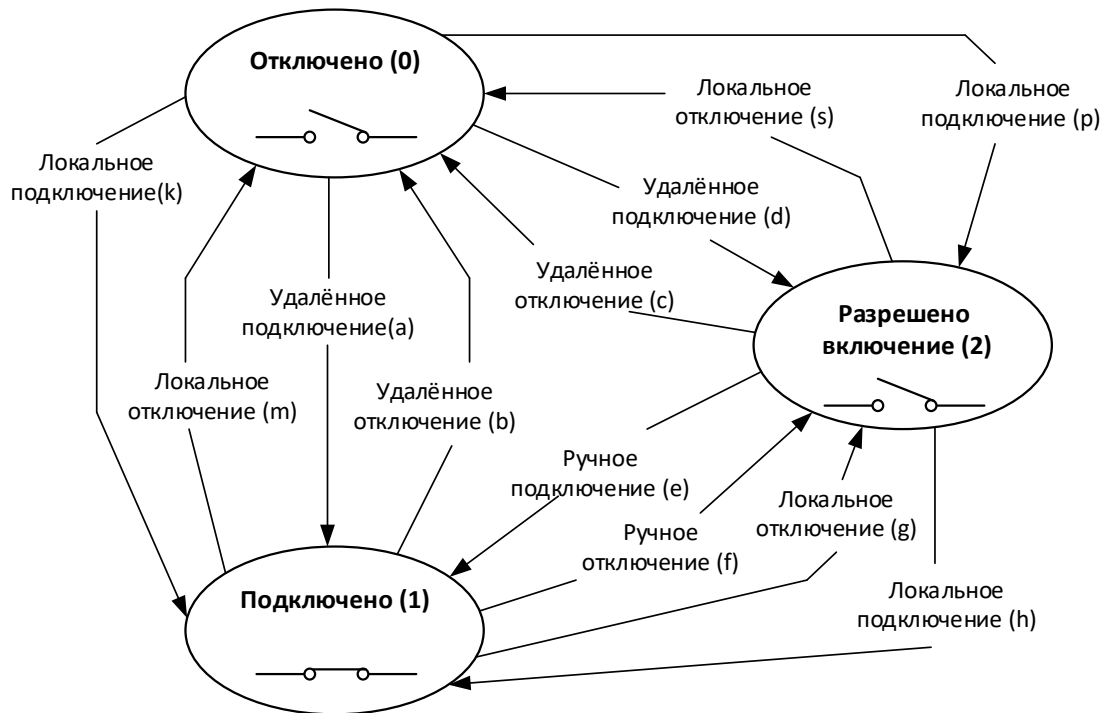 Отключено (0)
Локальное
отключение (s)
Локальное
подключение (p)
Локальное
подключение(k)
Удалённое
подключение (d)
Удалённое
отключение (c)
Удалённое
подключение(a)
Разрешено
включение (2)
Локальное
отключение (m)
Удалённое
отключение (b)
Ручное
подключение (e)
Локальное
отключение (g)
Ручное
отключение (f)
Подключено (1)
Локальное
подключение (h)